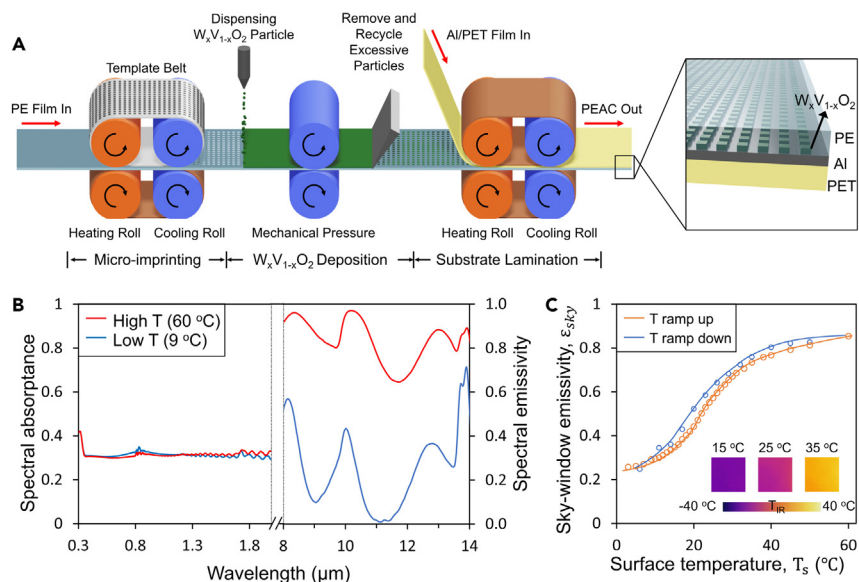 A
Dispensing
WₓV₁₋ₓO₂ Particle
Remove and
Recycle
Excessive
Particles
Al/PET Film In
Template Belt
PE Film In
PEAC Out
WₓV₁₋ₓO₂
PE
Al
PET
Heating Roll
Cooling Roll
Mechanical Pressure
Heating Roll
Cooling Roll
Micro-imprinting
WₓV₁₋ₓO₂ Deposition
Substrate Lamination
B
High T (60 °C)
Low T (9 °C)
Spectral absorptance
1
0.8
0.6
0.4
0.2
0
0.3
0.8
1.3
1.8
8
10
12
14
1.0
0.8
0.6
0.4
0.2
0.0
Spectral emissivity
Wavelength (μm)
C
T ramp up
T ramp down
Sky-window emissivity, εsky
1
0.8
0.6
0.4
0.2
0
15 °C
25 °C
35 °C
-40 °C
TIR
40 °C
0
20
40
60
Surface temperature, Tₛ (°C)